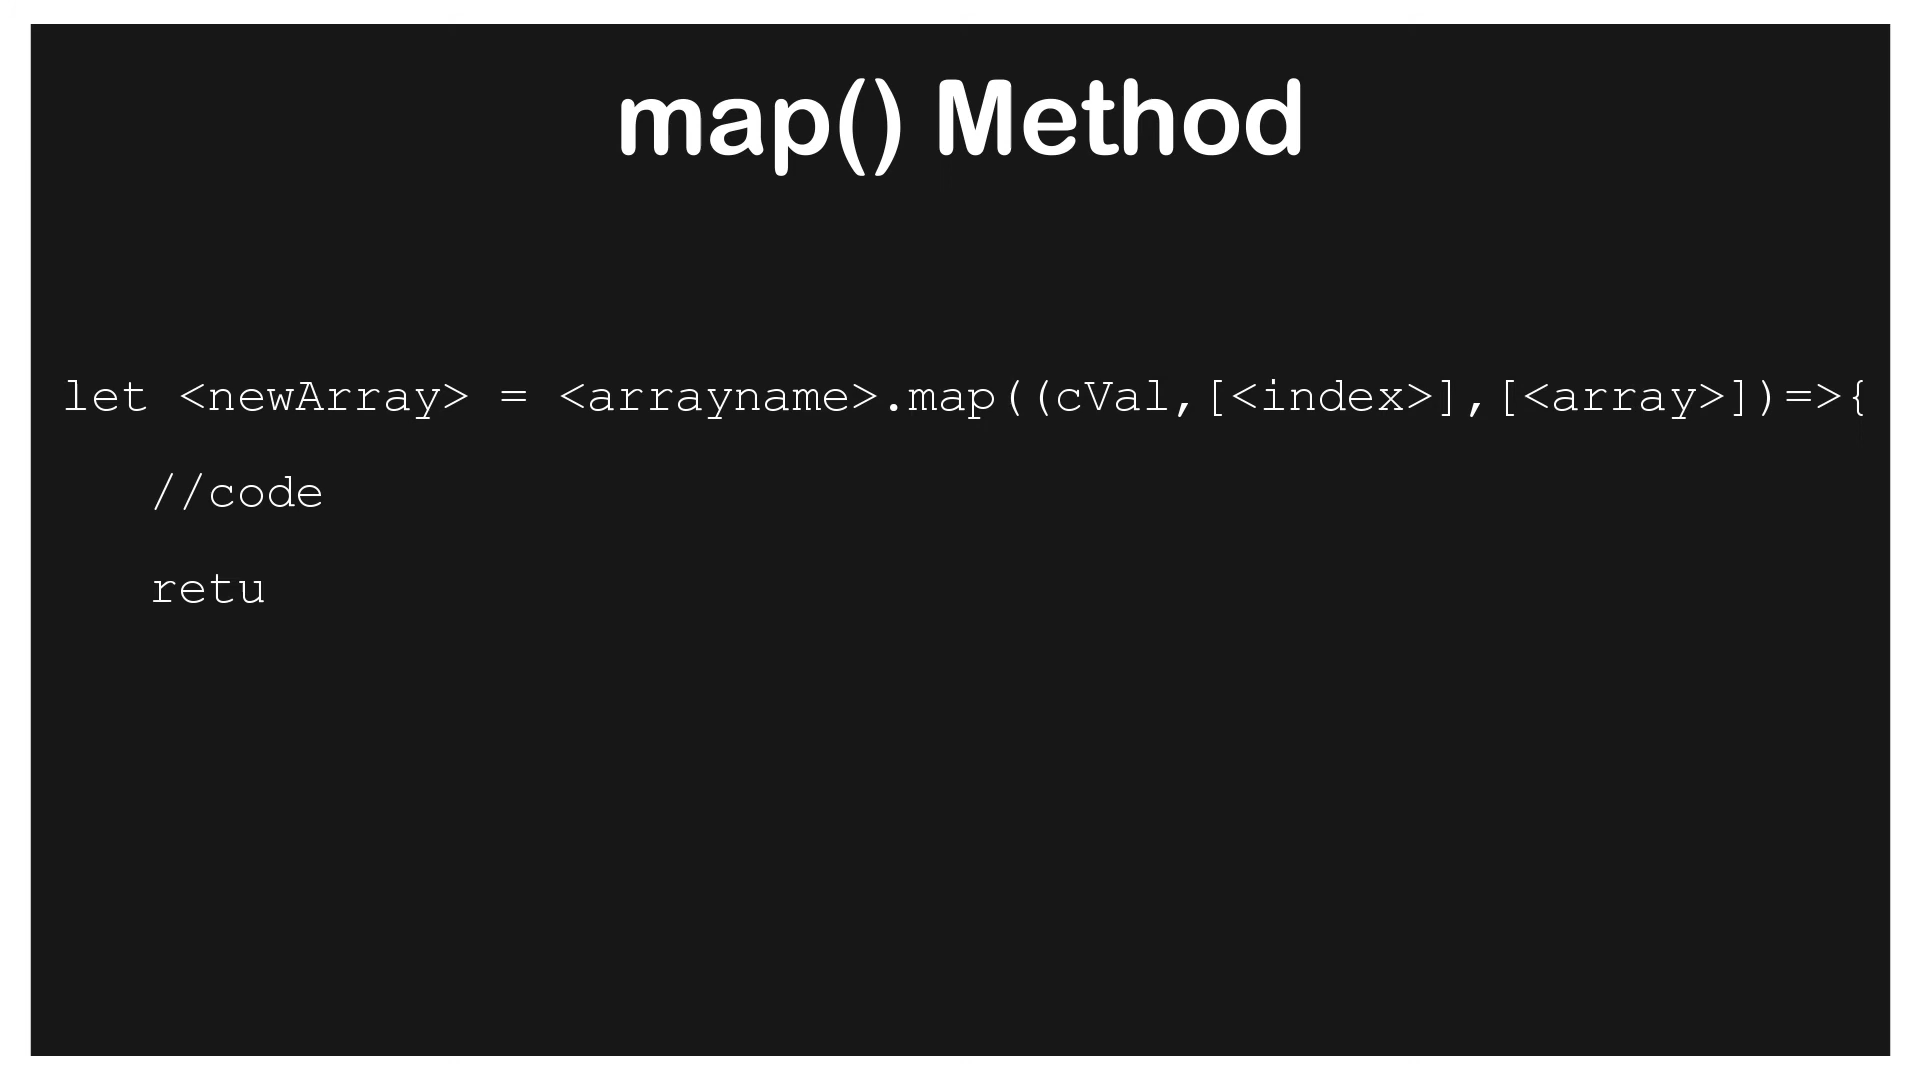 map() Method
let <newArray> = <arrayname>.map((cVal,[<index>],[<array>])=>{
//code
retu